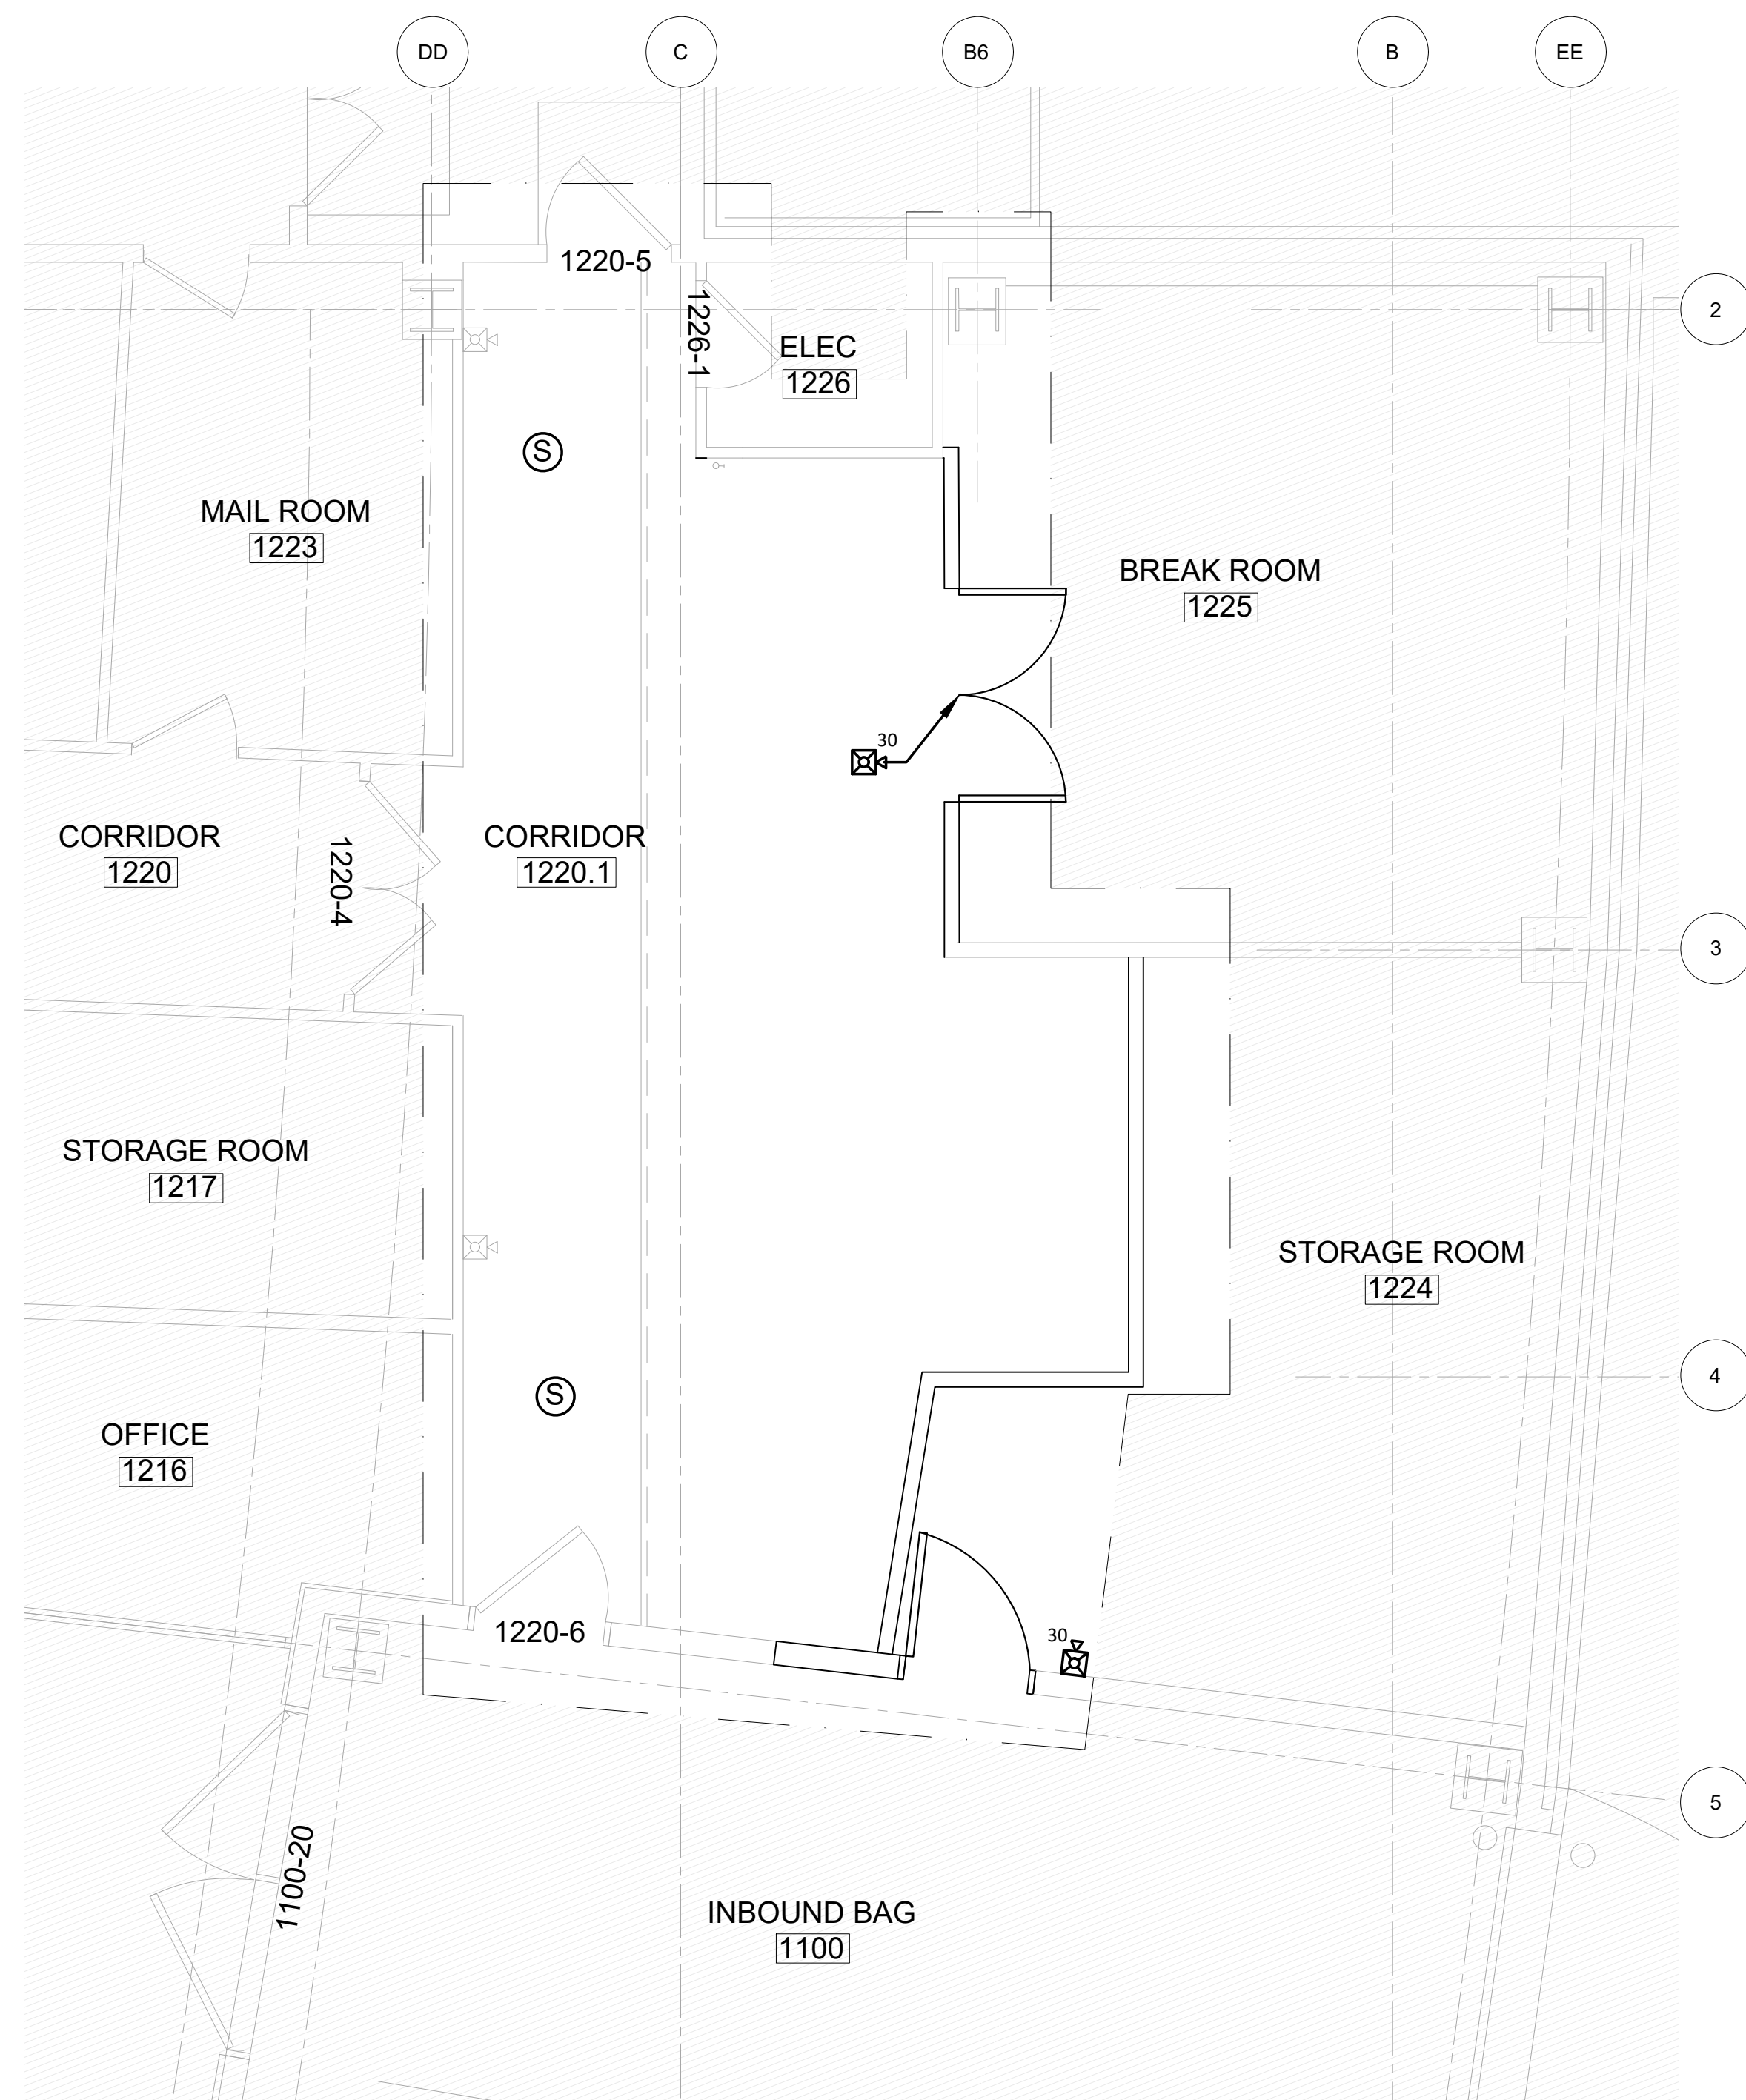 DD
C
B6
B
EE
1220-5
1226-1
2
ELEC
1226
S
MAIL ROOM
1223
BREAK ROOM
1225
30
CORRIDOR
1220
1220-4
CORRIDOR
1220.1
3
STORAGE ROOM
1217
STORAGE ROOM
1224
4
S
OFFICE
1216
1220-6
30
5
1100-20
INBOUND BAG
1100